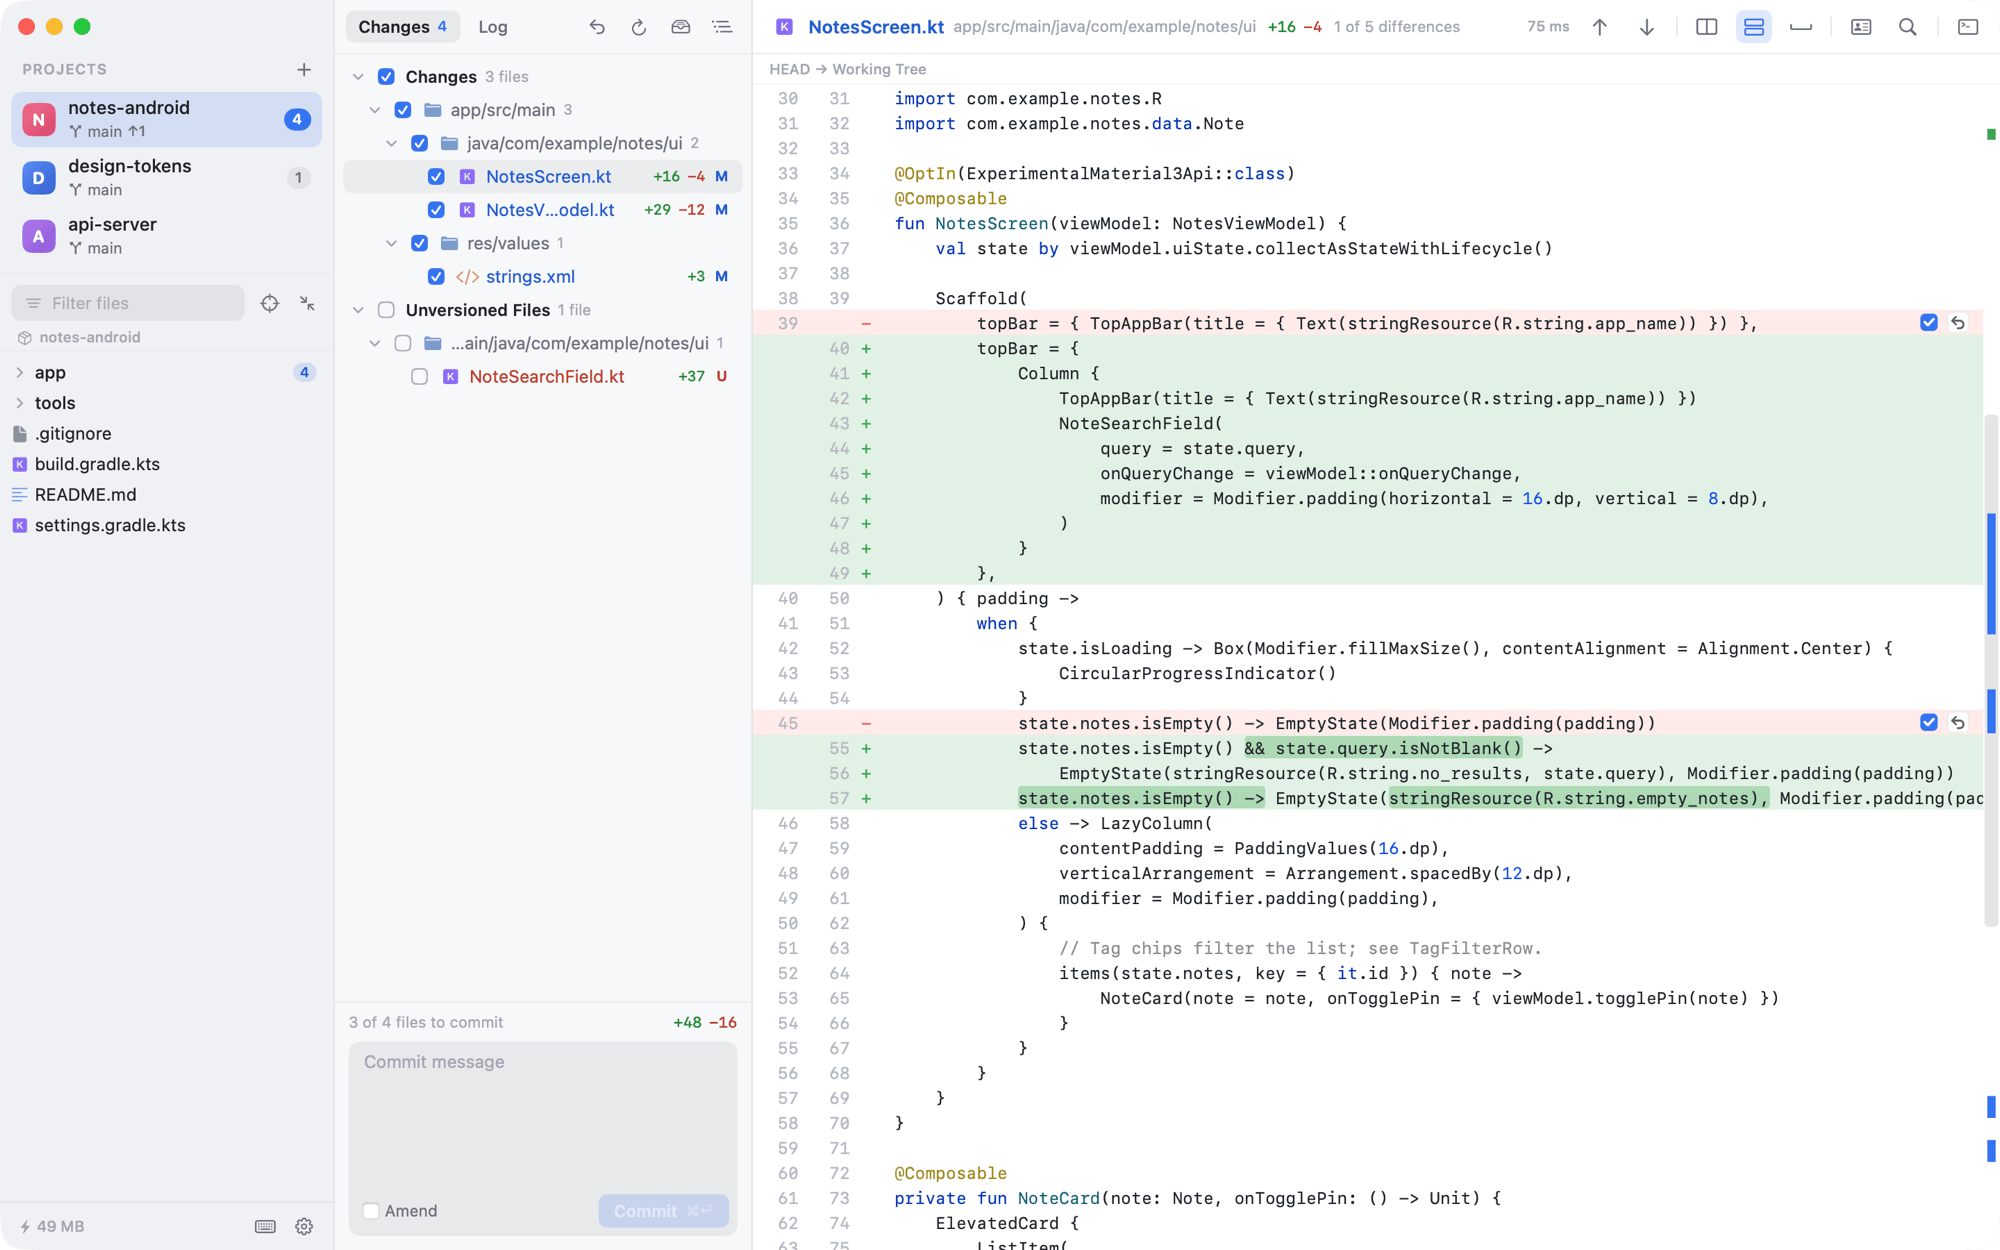 PROJECTS
N notes-android 4
main ↑1
D design-tokens 1
main
A api-server
main
Filter files
notes-android
app 4
tools
.gitignore
K build.gradle.kts
README.md
K settings.gradle.kts
49 MB
Changes 4 Log
Changes 3 files
app/src/main 3
java/com/example/notes/ui 2
K NotesScreen.kt +16 −4 M
K NotesV...odel.kt +29 −12 M
res/values 1
</> strings.xml +3 M
Unversioned Files 1 file
...ain/java/com/example/notes/ui 1
K NoteSearchField.kt +37 U
3 of 4 files to commit +48 −16
Commit message
Amend Commit ⌘↩
K NotesScreen.kt app/src/main/java/com/example/notes/ui +16 −4 1 of 5 differences 75 ms
HEAD → Working Tree
30 31 import com.example.notes.R
31 32 import com.example.notes.data.Note
32 33
33 34 @OptIn(ExperimentalMaterial3Api::class)
34 35 @Composable
35 36 fun NotesScreen(viewModel: NotesViewModel) {
36 37 val state by viewModel.uiState.collectAsStateWithLifecycle()
37 38
38 39 Scaffold(
39 − topBar = { TopAppBar(title = { Text(stringResource(R.string.app_name)) }) },
40 + topBar = {
41 + Column {
42 + TopAppBar(title = { Text(stringResource(R.string.app_name)) })
43 + NoteSearchField(
44 + query = state.query,
45 + onQueryChange = viewModel::onQueryChange,
46 + modifier = Modifier.padding(horizontal = 16.dp, vertical = 8.dp),
47 + )
48 + }
49 + },
40 50 ) { padding ->
41 51 when {
42 52 state.isLoading -> Box(Modifier.fillMaxSize(), contentAlignment = Alignment.Center) {
43 53 CircularProgressIndicator()
44 54 }
45 − state.notes.isEmpty() -> EmptyState(Modifier.padding(padding))
55 + state.notes.isEmpty() && state.query.isNotBlank() ->
56 + EmptyState(stringResource(R.string.no_results, state.query), Modifier.padding(padding))
57 + state.notes.isEmpty() -> EmptyState(stringResource(R.string.empty_notes), Modifier.padding(pad
46 58 else -> LazyColumn(
47 59 contentPadding = PaddingValues(16.dp),
48 60 verticalArrangement = Arrangement.spacedBy(12.dp),
49 61 modifier = Modifier.padding(padding),
50 62 ) {
51 63 // Tag chips filter the list; see TagFilterRow.
52 64 items(state.notes, key = { it.id }) { note ->
53 65 NoteCard(note = note, onTogglePin = { viewModel.togglePin(note) })
54 66 }
55 67 }
56 68 }
57 69 }
58 70 }
59 71
60 72 @Composable
61 73 private fun NoteCard(note: Note, onTogglePin: () -> Unit) {
62 74 ElevatedCard {
63 75 ListItem(